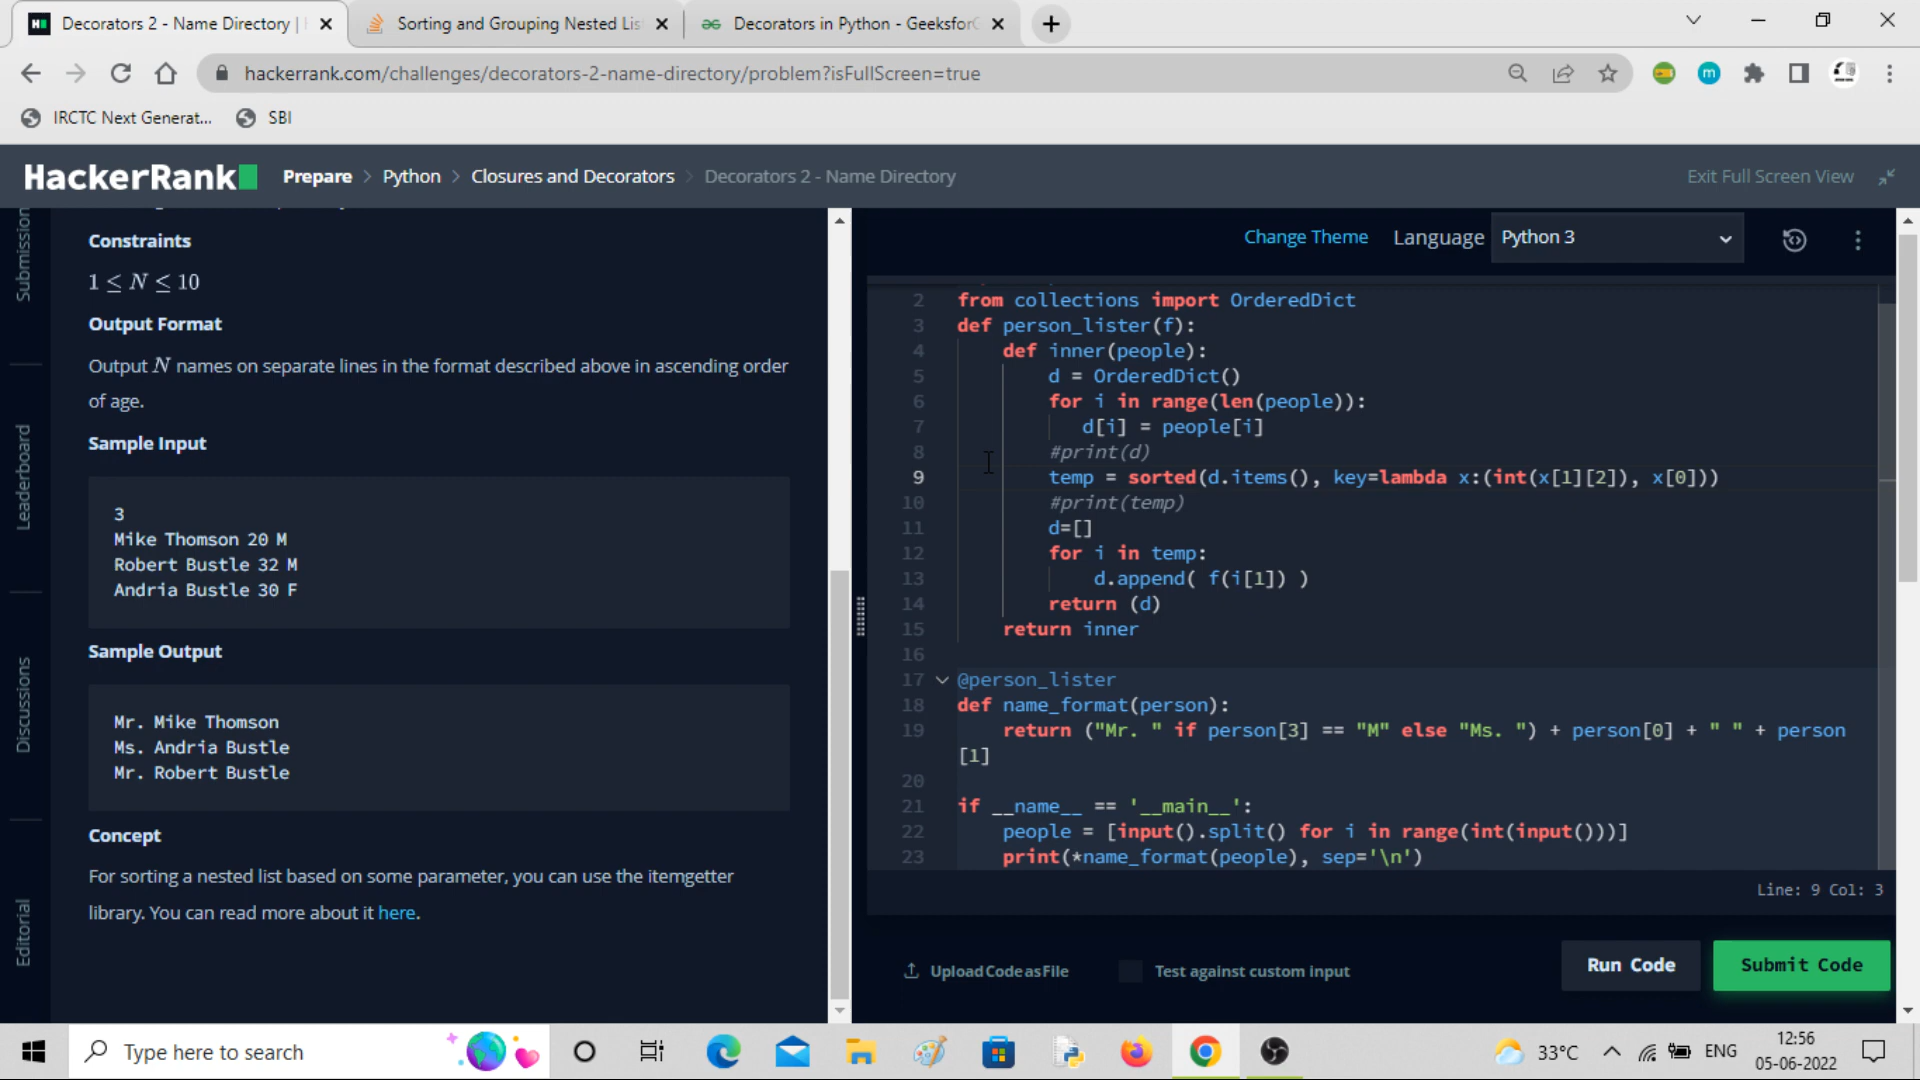 Decorators 2 - Name Directory |
Sorting and Grouping Nested Lis
Decorators in Python - GeeksforG
hackerrank.com/challenges/decorators-2-name-directory/problem?isFullScreen=true
IRCTC Next Generat...
SBI
HackerRank
Prepare > Python > Closures and Decorators > Decorators 2 - Name Directory
Exit Full Screen View
Submission
Leaderboard
Discussions
Editorial
Constraints
1 ≤ N ≤ 10
Output Format
Output N names on separate lines in the format described above in ascending order
of age.
Sample Input
3
Mike Thomson 20 M
Robert Bustle 32 M
Andria Bustle 30 F
Sample Output
Mr. Mike Thomson
Ms. Andria Bustle
Mr. Robert Bustle
Concept
For sorting a nested list based on some parameter, you can use the itemgetter
library. You can read more about it here.
Change Theme
Language
Python 3
2 from collections import OrderedDict
3 def person_lister(f):
4 def inner(people):
5 d = OrderedDict()
6 for i in range(len(people)):
7 d[i] = people[i]
8 #print(d)
9 temp = sorted(d.items(), key=lambda x:(int(x[1][2]), x[0]))
10 #print(temp)
11 d=[]
12 for i in temp:
13 d.append( f(i[1]) )
14 return (d)
15 return inner
16
17 @person_lister
18 def name_format(person):
19 return ("Mr. " if person[3] == "M" else "Ms. ") + person[0] + " " + person
[1]
20
21 if __name__ == '__main__':
22 people = [input().split() for i in range(int(input()))]
23 print(*name_format(people), sep='\n')
Line: 9 Col: 3
Upload Code as File
Test against custom input
Run Code
Submit Code
Type here to search
33°C
ENG
12:56
05-06-2022